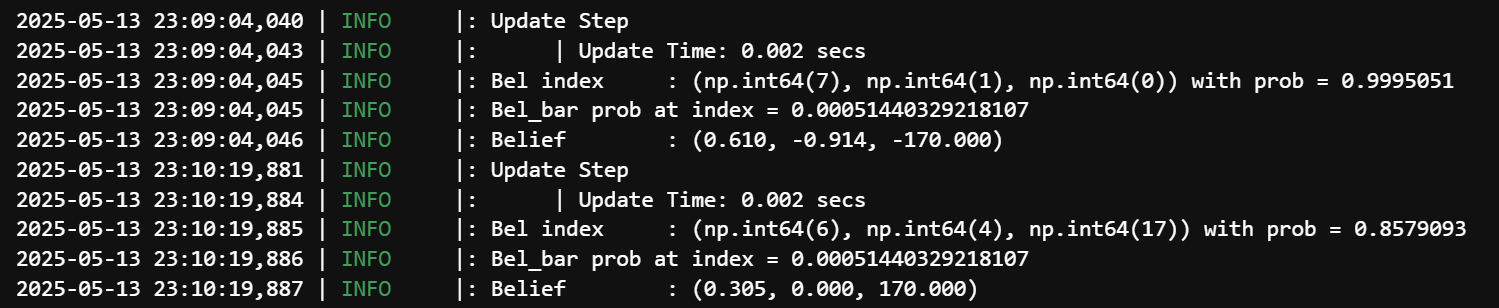 2025-05-13 23:09:04,040 | INFO     |: Update Step
2025-05-13 23:09:04,043 | INFO     |:      | Update Time: 0.002 secs
2025-05-13 23:09:04,045 | INFO     |: Bel index     : (np.int64(7), np.int64(1), np.int64(0)) with prob = 0.9995051
2025-05-13 23:09:04,045 | INFO     |: Bel_bar prob at index = 0.00051440329218107
2025-05-13 23:09:04,046 | INFO     |: Belief        : (0.610, -0.914, -170.000)
2025-05-13 23:10:19,881 | INFO     |: Update Step
2025-05-13 23:10:19,884 | INFO     |:      | Update Time: 0.002 secs
2025-05-13 23:10:19,885 | INFO     |: Bel index     : (np.int64(6), np.int64(4), np.int64(17)) with prob = 0.8579093
2025-05-13 23:10:19,886 | INFO     |: Bel_bar prob at index = 0.00051440329218107
2025-05-13 23:10:19,887 | INFO     |: Belief        : (0.305, 0.000, 170.000)